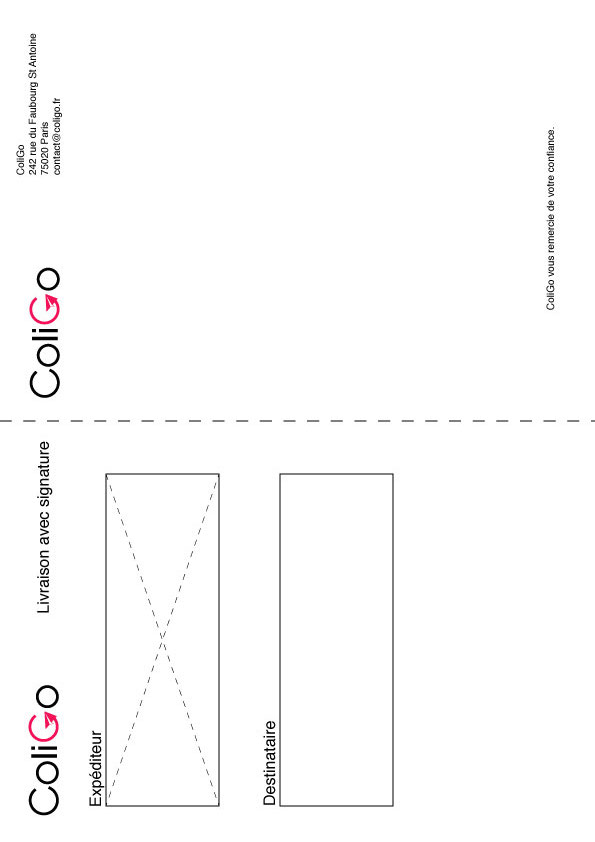 ColiGo
Livraison avec signature
Expéditeur
Destinataire
ColiGo
ColiGo
242 rue du Faubourg St Antoine
75020 Paris
contact@coligo.fr
ColiGo vous remercie de votre confiance.